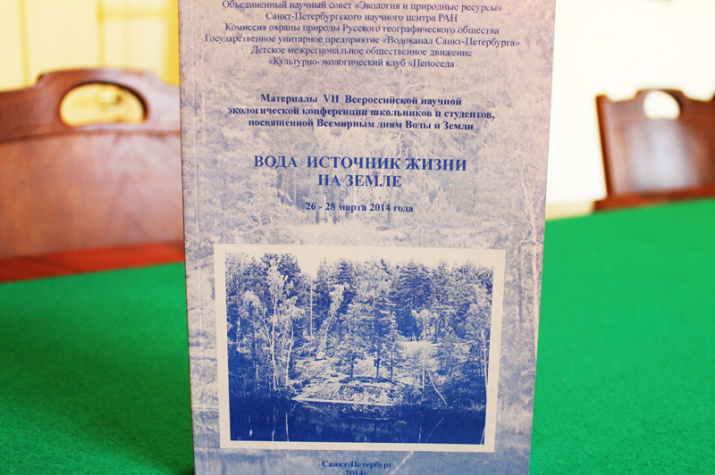 Объединенный научный совет «Экология и природные ресурсы»
Санкт-Петербургского научного центра РАН
Комиссия охраны природы Русского географического общества
Государственное унитарное предприятие «Водоканал Санкт-Петербурга»
Детское межрегиональное общественное движение
«Культурно-экологический клуб «Непоседа
Материалы VII Всероссийской научной
экологической конференции школьников и студентов,
посвященной Всемирным дням Воды и Земли
ВОДА ИСТОЧНИК ЖИЗНИ
НА ЗЕМЛЕ
26 - 28 марта 2014 года
Санкт-Петербург
2014г